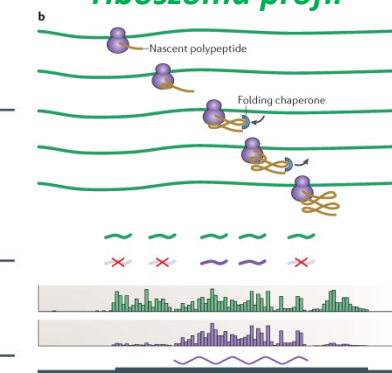 riboszóma profil
b
Nascent polypeptide
Folding chaperone